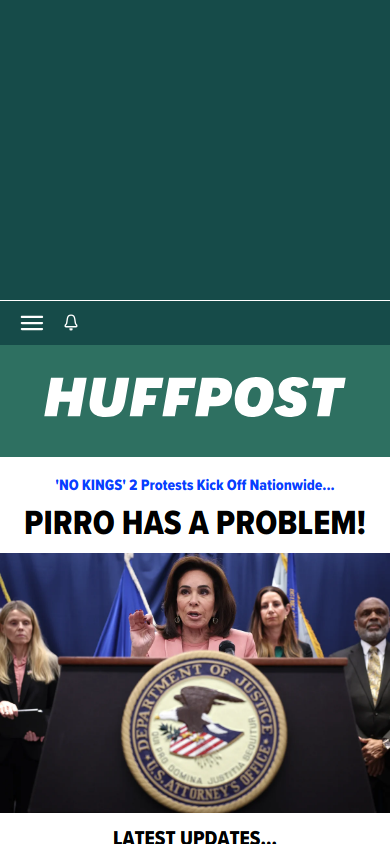 HUFFPOST
'NO KINGS' 2 Protests Kick Off Nationwide...
PIRRO HAS A PROBLEM!
DEPARTMENT OF JUSTICE
QUI PRO DOMINA JUSTITIA SEQUITUR
U.S. ATTORNEY'S OFFICE
LATEST UPDATES...